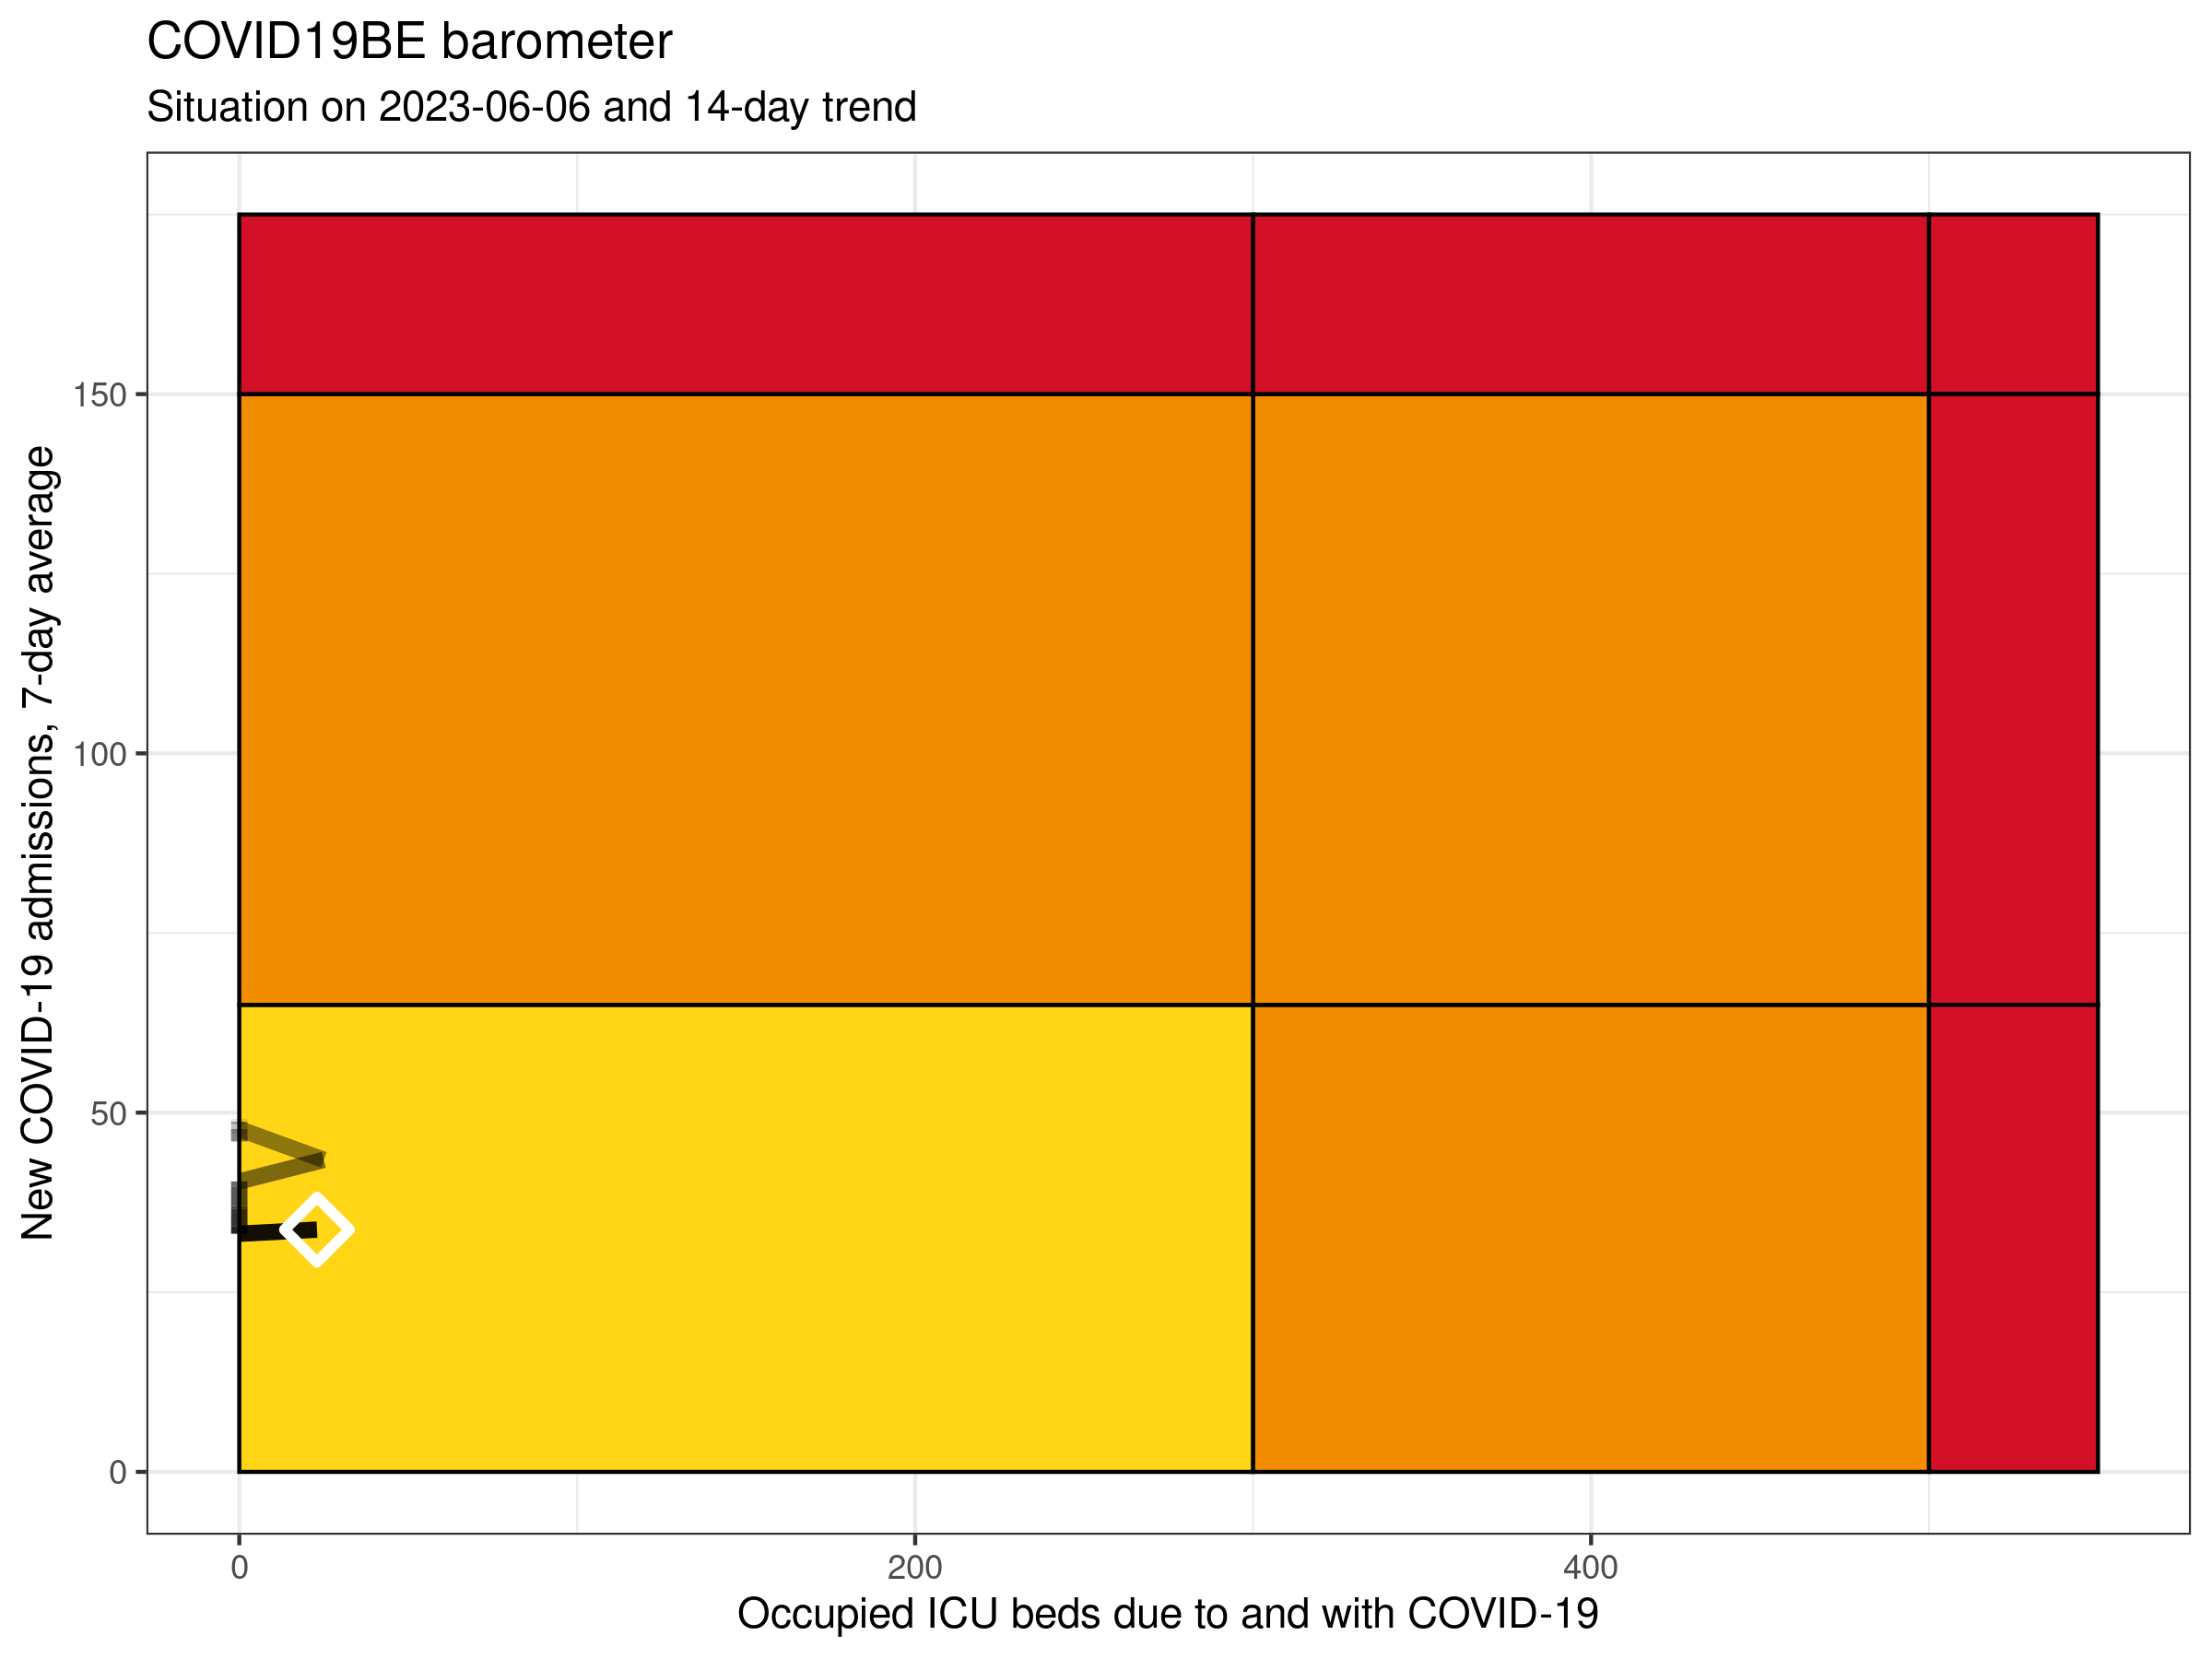 COVID19BE barometer
Situation on 2023-06-06 and 14-day trend
New COVID-19 admissions, 7-day average
150
100
50
0
0
200
400
Occupied ICU beds due to and with COVID-19